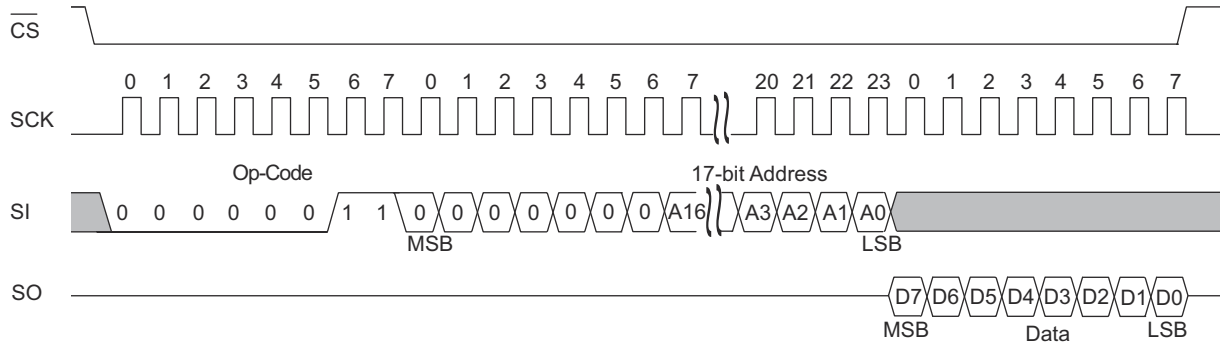 CS
0 1 2 3 4 5 6 7 0 1 2 3 4 5 6 7 20 21 22 23 0 1 2 3 4 5 6 7
SCK
Op-Code 17-bit Address
SI 0 0 0 0 0 0 1 1 0 0 0 0 0 0 0 A16 A3 A2 A1 A0
MSB LSB
SO D7 D6 D5 D4 D3 D2 D1 D0
MSB Data LSB